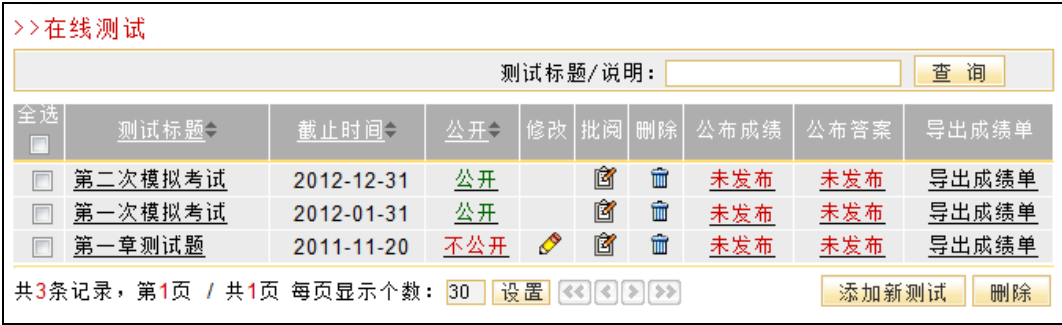 >>在线测试
测试标题/说明： 查 询
全选 测试标题 截止时间 公开 修改 批阅 删除 公布成绩 公布答案 导出成绩单
第二次模拟考试 2012-12-31 公开 未发布 未发布 导出成绩单
第一次模拟考试 2012-01-31 公开 未发布 未发布 导出成绩单
第一章测试题 2011-11-20 不公开 未发布 未发布 导出成绩单
共3条记录，第1页 / 共1页 每页显示个数： 30 设置 添加新测试 删除